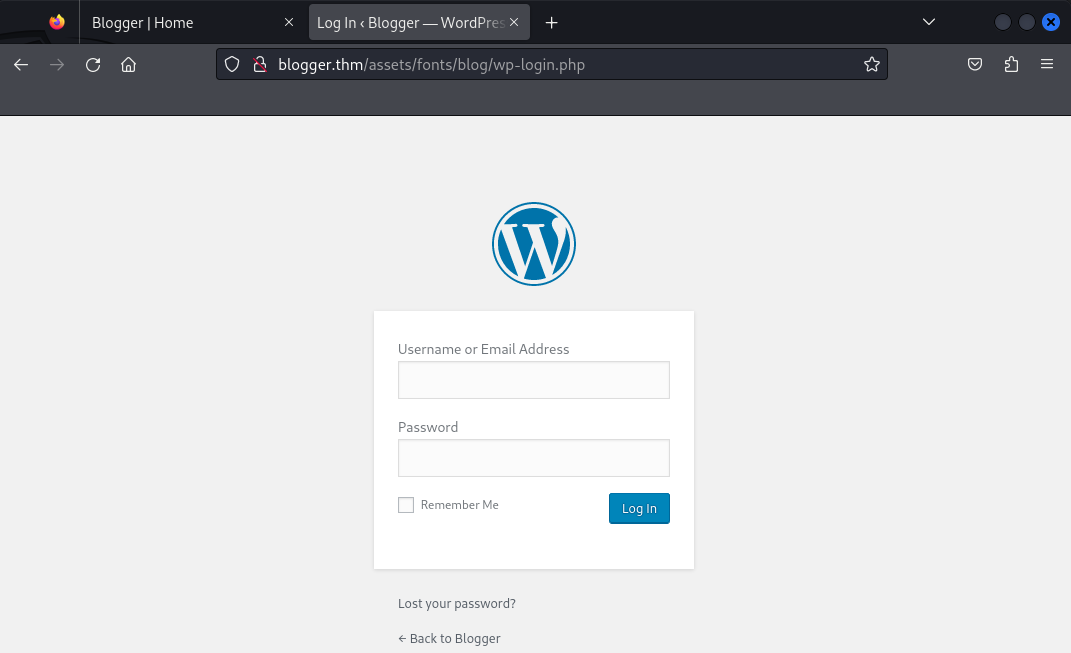 Blogger | Home
Log In ‹ Blogger — WordPres
blogger.thm/assets/fonts/blog/wp-login.php
Username or Email Address
Password
Remember Me
Log In
Lost your password?
← Back to Blogger